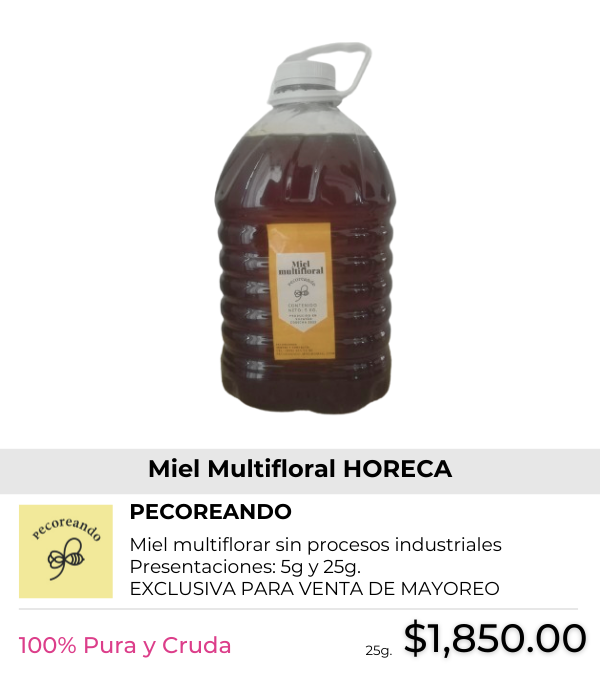 Miel
multifloral
pecoreando
CONTENIDO
Miel Multifloral HORECA
pecoreando
PECOREANDO
Miel multiflorar sin procesos industriales
Presentaciones: 5g y 25g.
EXCLUSIVA PARA VENTA DE MAYOREO
100% Pura y Cruda
25g. $1,850.00